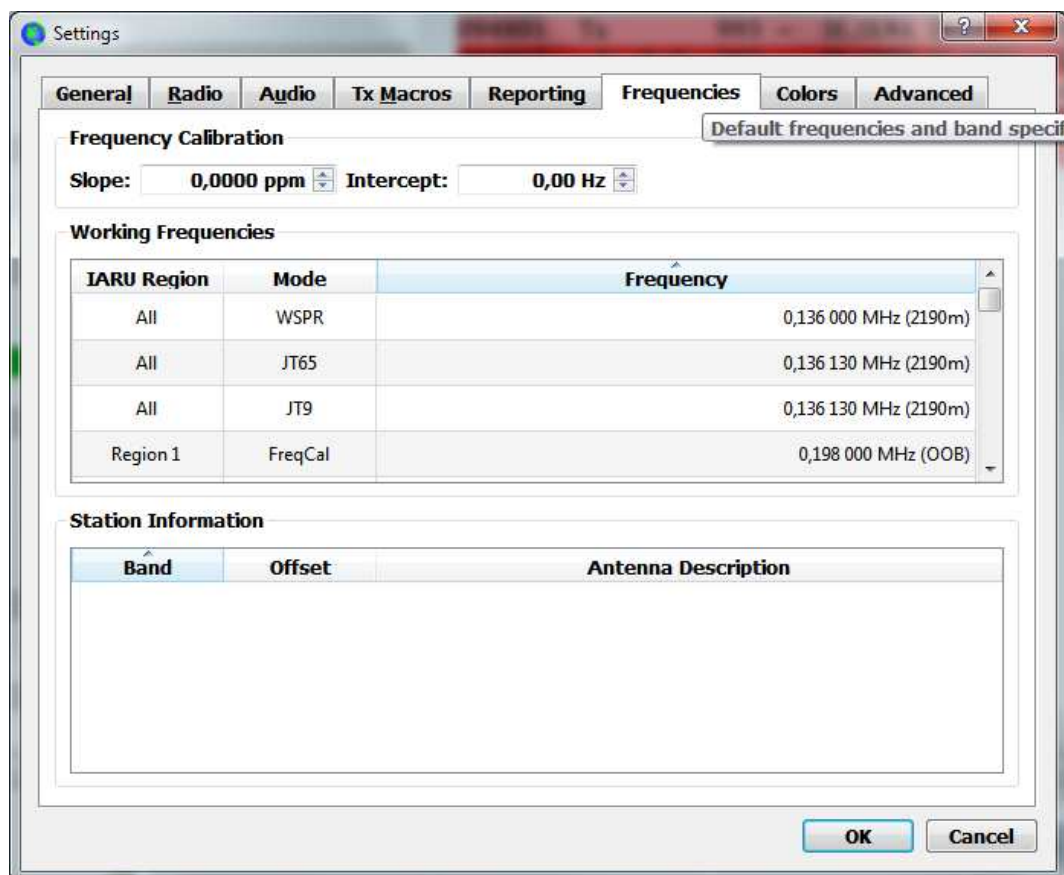 Settings
General Radio Audio Tx Macros Reporting Frequencies Colors Advanced
Default frequencies and band specif
Frequency Calibration
Slope: 0,0000 ppm Intercept: 0,00 Hz
Working Frequencies
IARU Region Mode Frequency
All WSPR 0,136 000 MHz (2190m)
All JT65 0,136 130 MHz (2190m)
All JT9 0,136 130 MHz (2190m)
Region 1 FreqCal 0,198 000 MHz (OOB)
Station Information
Band Offset Antenna Description
OK Cancel